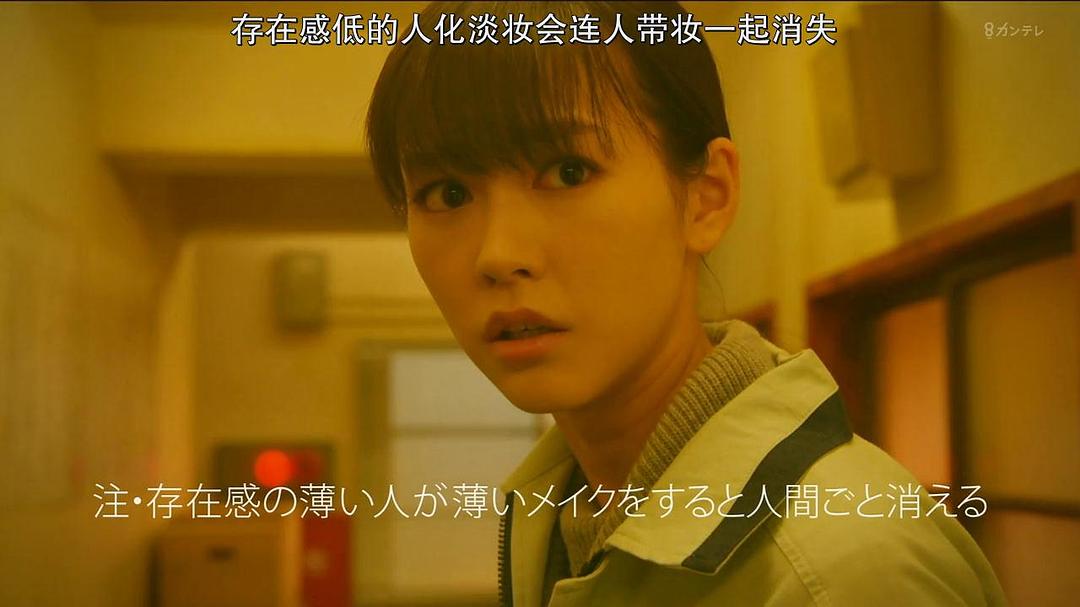 存在感低的人化淡妆会连人带妆一起消失
8カンテレ
注・存在感の薄い人が薄いメイクをすると人間ごと消える